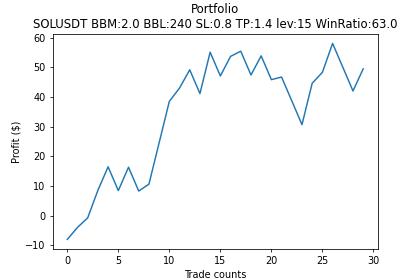 Portfolio
SOLUSDT BBM:2.0 BBL:240 SL:0.8 TP:1.4 lev:15 WinRatio:63.0
60
50
40
30
20
10
0
−10
Profit ($)
0 5 10 15 20 25 30
Trade counts